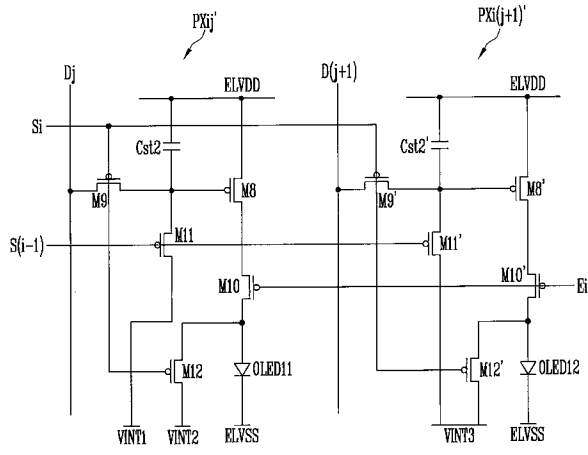 PXij'
PXi(j+1)'
Dj
D(j+1)
ELVDD
ELVDD
Si
Cst2
Cst2'
M9
M8
M9'
M8'
S(i-1)
M11
M11'
M10
M10'
Ei
M12
OLED11
M12'
OLED12
VINT1
VINT2
ELVSS
VINT3
ELVSS